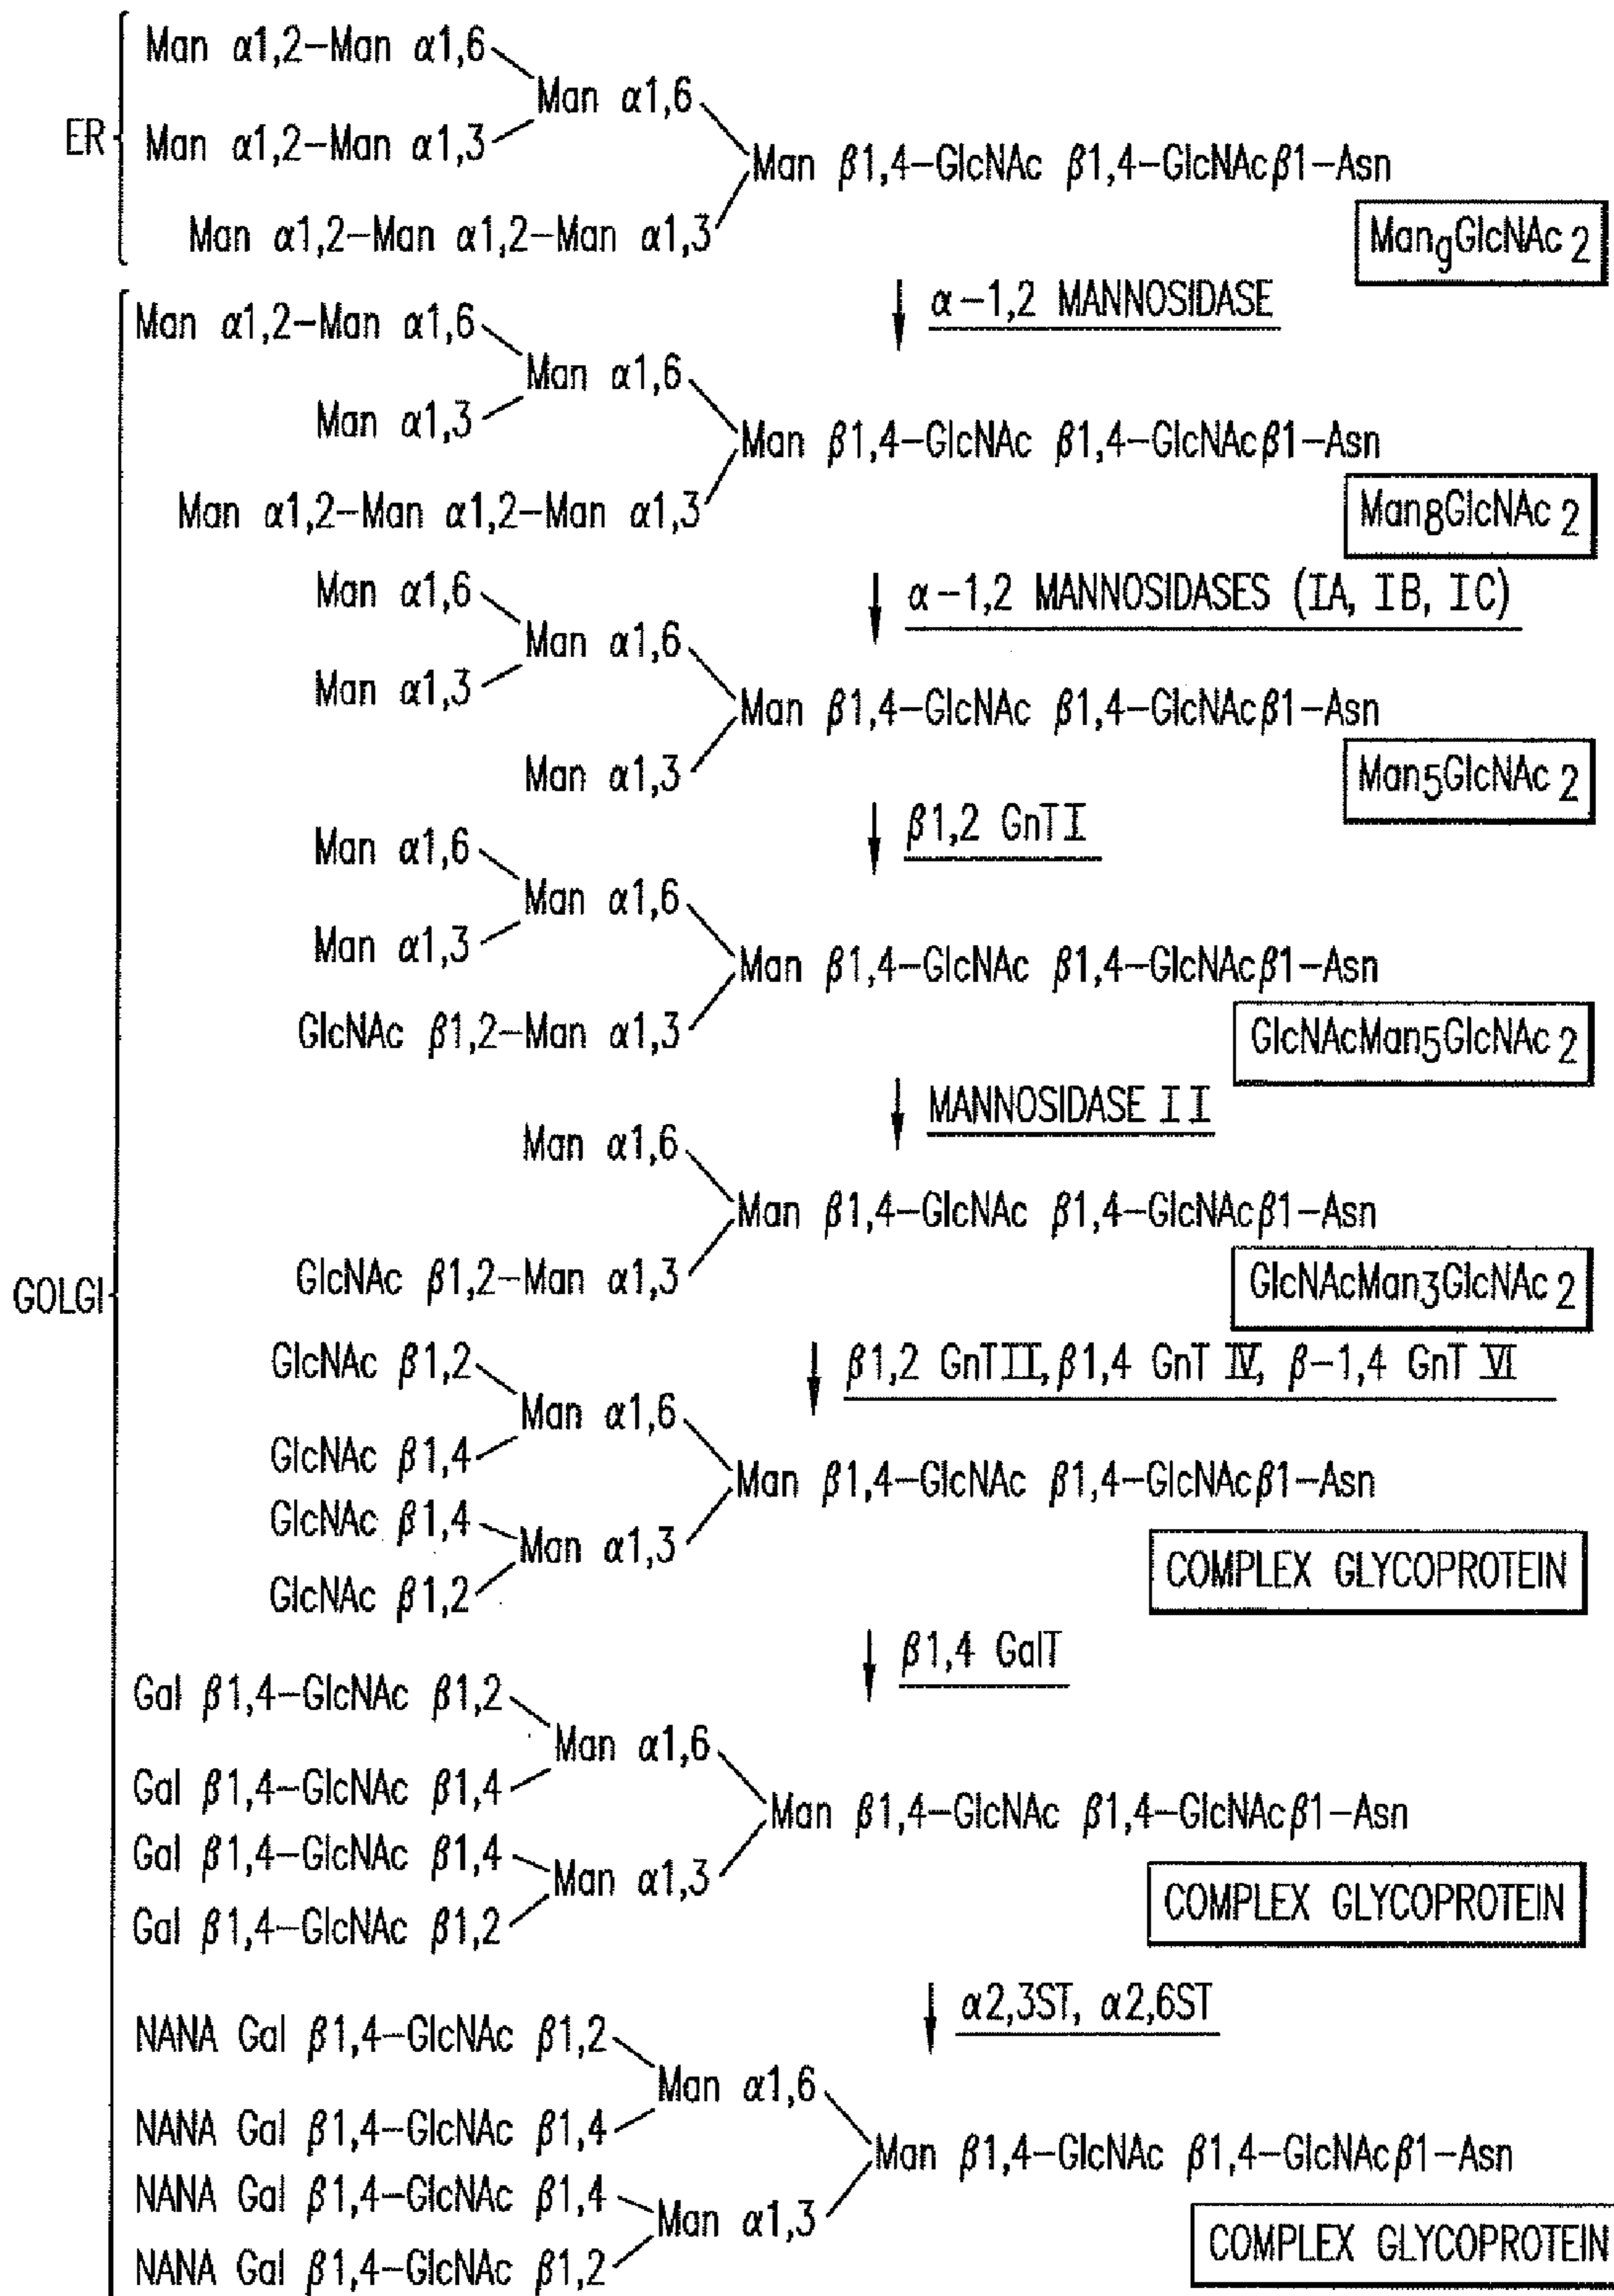 Man α1,2–Man α1,6
Man α1,6
ER
Man α1,2–Man α1,3
Man β1,4–GlcNAc β1,4–GlcNAcβ1–Asn
Man α1,2–Man α1,2–Man α1,3
Man9GlcNAc2
α–1,2 MANNOSIDASE
Man α1,2–Man α1,6
Man α1,6
Man α1,3
Man β1,4–GlcNAc β1,4–GlcNAcβ1–Asn
Man α1,2–Man α1,2–Man α1,3
Man8GlcNAc2
α–1,2 MANNOSIDASES (IA, IB, IC)
Man α1,6
Man α1,6
Man α1,3
Man β1,4–GlcNAc β1,4–GlcNAcβ1–Asn
Man α1,3
Man5GlcNAc2
β1,2 GnTI
Man α1,6
Man α1,6
Man α1,3
Man β1,4–GlcNAc β1,4–GlcNAcβ1–Asn
GlcNAc β1,2–Man α1,3
GlcNAcMan5GlcNAc2
MANNOSIDASE II
Man α1,6
Man β1,4–GlcNAc β1,4–GlcNAcβ1–Asn
GlcNAc β1,2–Man α1,3
GlcNAcMan3GlcNAc2
GOLGI
β1,2 GnTII, β1,4 GnT IV, β–1,4 GnT VI
GlcNAc β1,2
Man α1,6
GlcNAc β1,4
Man β1,4–GlcNAc β1,4–GlcNAcβ1–Asn
GlcNAc β1,4
Man α1,3
GlcNAc β1,2
COMPLEX GLYCOPROTEIN
β1,4 GalT
Gal β1,4–GlcNAc β1,2
Man α1,6
Gal β1,4–GlcNAc β1,4
Man β1,4–GlcNAc β1,4–GlcNAcβ1–Asn
Gal β1,4–GlcNAc β1,4
Man α1,3
Gal β1,4–GlcNAc β1,2
COMPLEX GLYCOPROTEIN
α2,3ST, α2,6ST
NANA Gal β1,4–GlcNAc β1,2
Man α1,6
NANA Gal β1,4–GlcNAc β1,4
Man β1,4–GlcNAc β1,4–GlcNAcβ1–Asn
NANA Gal β1,4–GlcNAc β1,4
Man α1,3
NANA Gal β1,4–GlcNAc β1,2
COMPLEX GLYCOPROTEIN